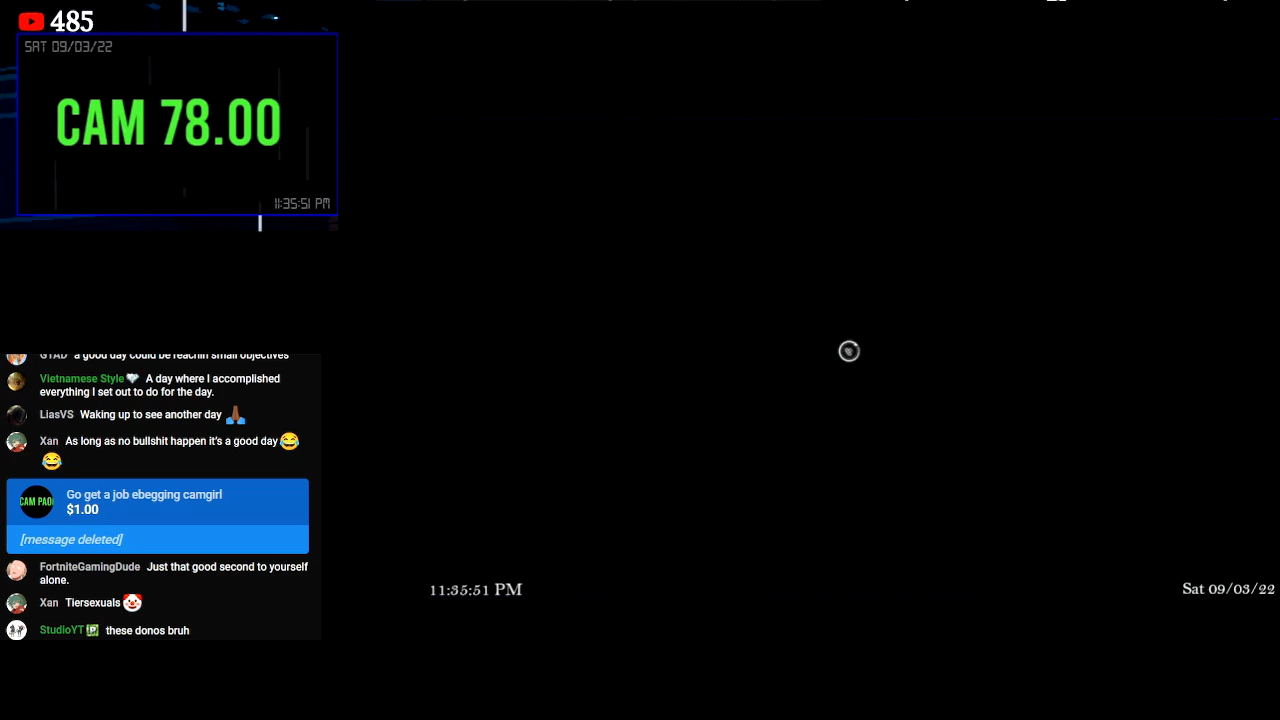 485
SAT 09/03/22
CAM 78.00
11:35:51 PM
GTAD a good day could be reachin small objectives
Vietnamese Style A day where I accomplished
everything I set out to do for the day.
LiasVS Waking up to see another day
Xan As long as no bullshit happen it's a good day
CAM PAO
Go get a job ebegging camgirl
$1.00
[message deleted]
FortniteGamingDude Just that good second to yourself
alone.
Xan Tiersexuals
StudioYT these donos bruh
11:35:51 PM
Sat 09/03/22